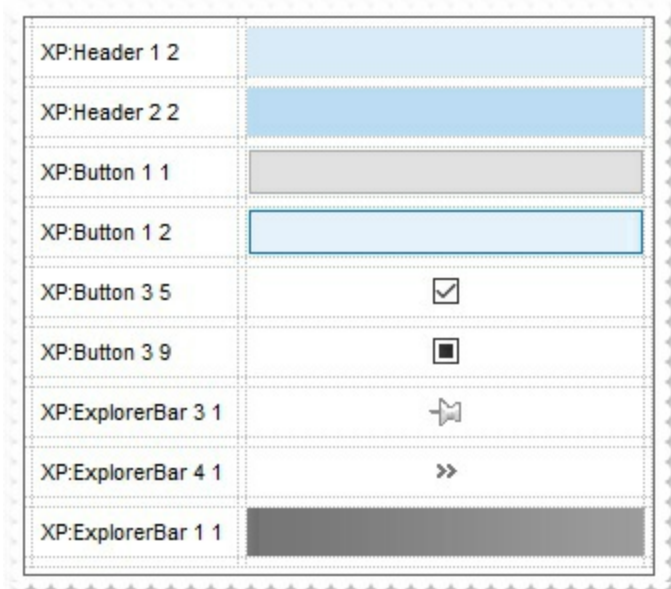 XP:Header 1 2
XP:Header 2 2
XP:Button 1 1
XP:Button 1 2
XP:Button 3 5
XP:Button 3 9
XP:ExplorerBar 3 1
XP:ExplorerBar 4 1
XP:ExplorerBar 1 1